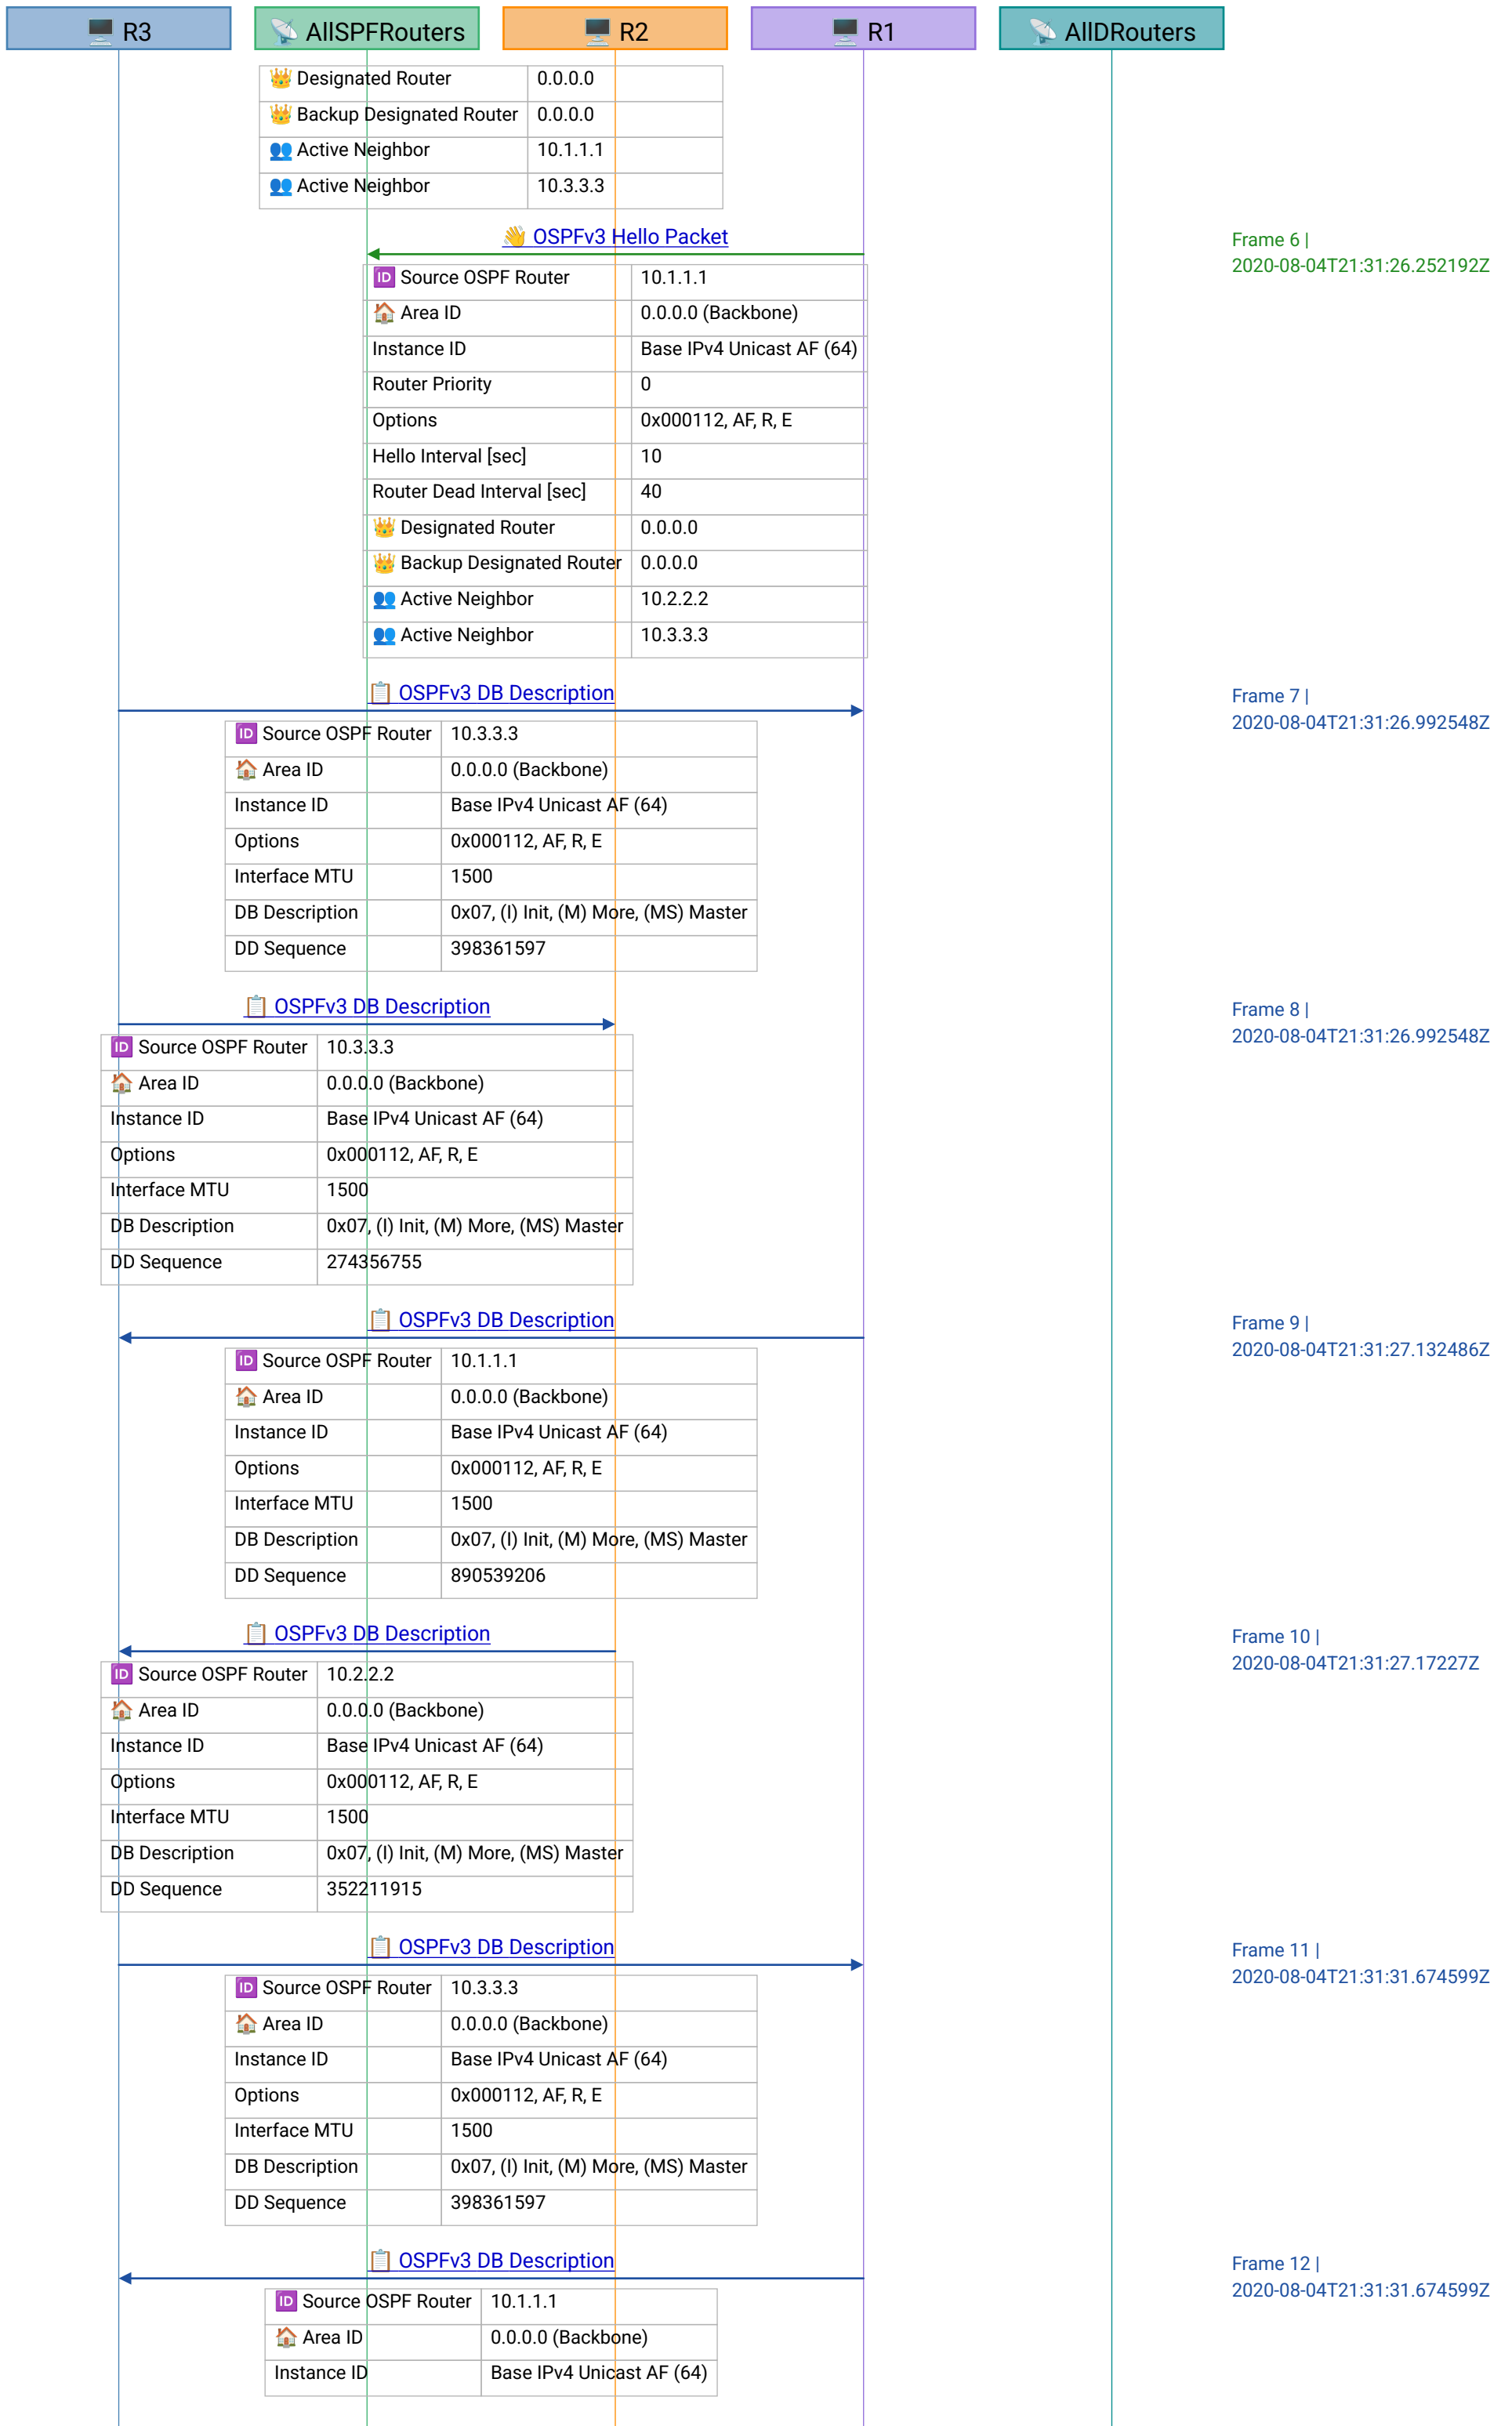 R3
AllSPFRouters
R2
R1
AllDRouters
Designated Router 0.0.0.0
Backup Designated Router 0.0.0.0
Active Neighbor 10.1.1.1
Active Neighbor 10.3.3.3
OSPFv3 Hello Packet
Frame 6 |
2020-08-04T21:31:26.252192Z
ID Source OSPF Router 10.1.1.1
Area ID 0.0.0.0 (Backbone)
Instance ID Base IPv4 Unicast AF (64)
Router Priority 0
Options 0x000112, AF, R, E
Hello Interval [sec] 10
Router Dead Interval [sec] 40
Designated Router 0.0.0.0
Backup Designated Router 0.0.0.0
Active Neighbor 10.2.2.2
Active Neighbor 10.3.3.3
OSPFv3 DB Description
Frame 7 |
2020-08-04T21:31:26.992548Z
ID Source OSPF Router 10.3.3.3
Area ID 0.0.0.0 (Backbone)
Instance ID Base IPv4 Unicast AF (64)
Options 0x000112, AF, R, E
Interface MTU 1500
DB Description 0x07, (I) Init, (M) More, (MS) Master
DD Sequence 398361597
OSPFv3 DB Description
Frame 8 |
2020-08-04T21:31:26.992548Z
ID Source OSPF Router 10.3.3.3
Area ID 0.0.0.0 (Backbone)
Instance ID Base IPv4 Unicast AF (64)
Options 0x000112, AF, R, E
Interface MTU 1500
DB Description 0x07, (I) Init, (M) More, (MS) Master
DD Sequence 274356755
OSPFv3 DB Description
Frame 9 |
2020-08-04T21:31:27.132486Z
ID Source OSPF Router 10.1.1.1
Area ID 0.0.0.0 (Backbone)
Instance ID Base IPv4 Unicast AF (64)
Options 0x000112, AF, R, E
Interface MTU 1500
DB Description 0x07, (I) Init, (M) More, (MS) Master
DD Sequence 890539206
OSPFv3 DB Description
Frame 10 |
2020-08-04T21:31:27.17227Z
ID Source OSPF Router 10.2.2.2
Area ID 0.0.0.0 (Backbone)
Instance ID Base IPv4 Unicast AF (64)
Options 0x000112, AF, R, E
Interface MTU 1500
DB Description 0x07, (I) Init, (M) More, (MS) Master
DD Sequence 352211915
OSPFv3 DB Description
Frame 11 |
2020-08-04T21:31:31.674599Z
ID Source OSPF Router 10.3.3.3
Area ID 0.0.0.0 (Backbone)
Instance ID Base IPv4 Unicast AF (64)
Options 0x000112, AF, R, E
Interface MTU 1500
DB Description 0x07, (I) Init, (M) More, (MS) Master
DD Sequence 398361597
OSPFv3 DB Description
Frame 12 |
2020-08-04T21:31:31.674599Z
ID Source OSPF Router 10.1.1.1
Area ID 0.0.0.0 (Backbone)
Instance ID Base IPv4 Unicast AF (64)